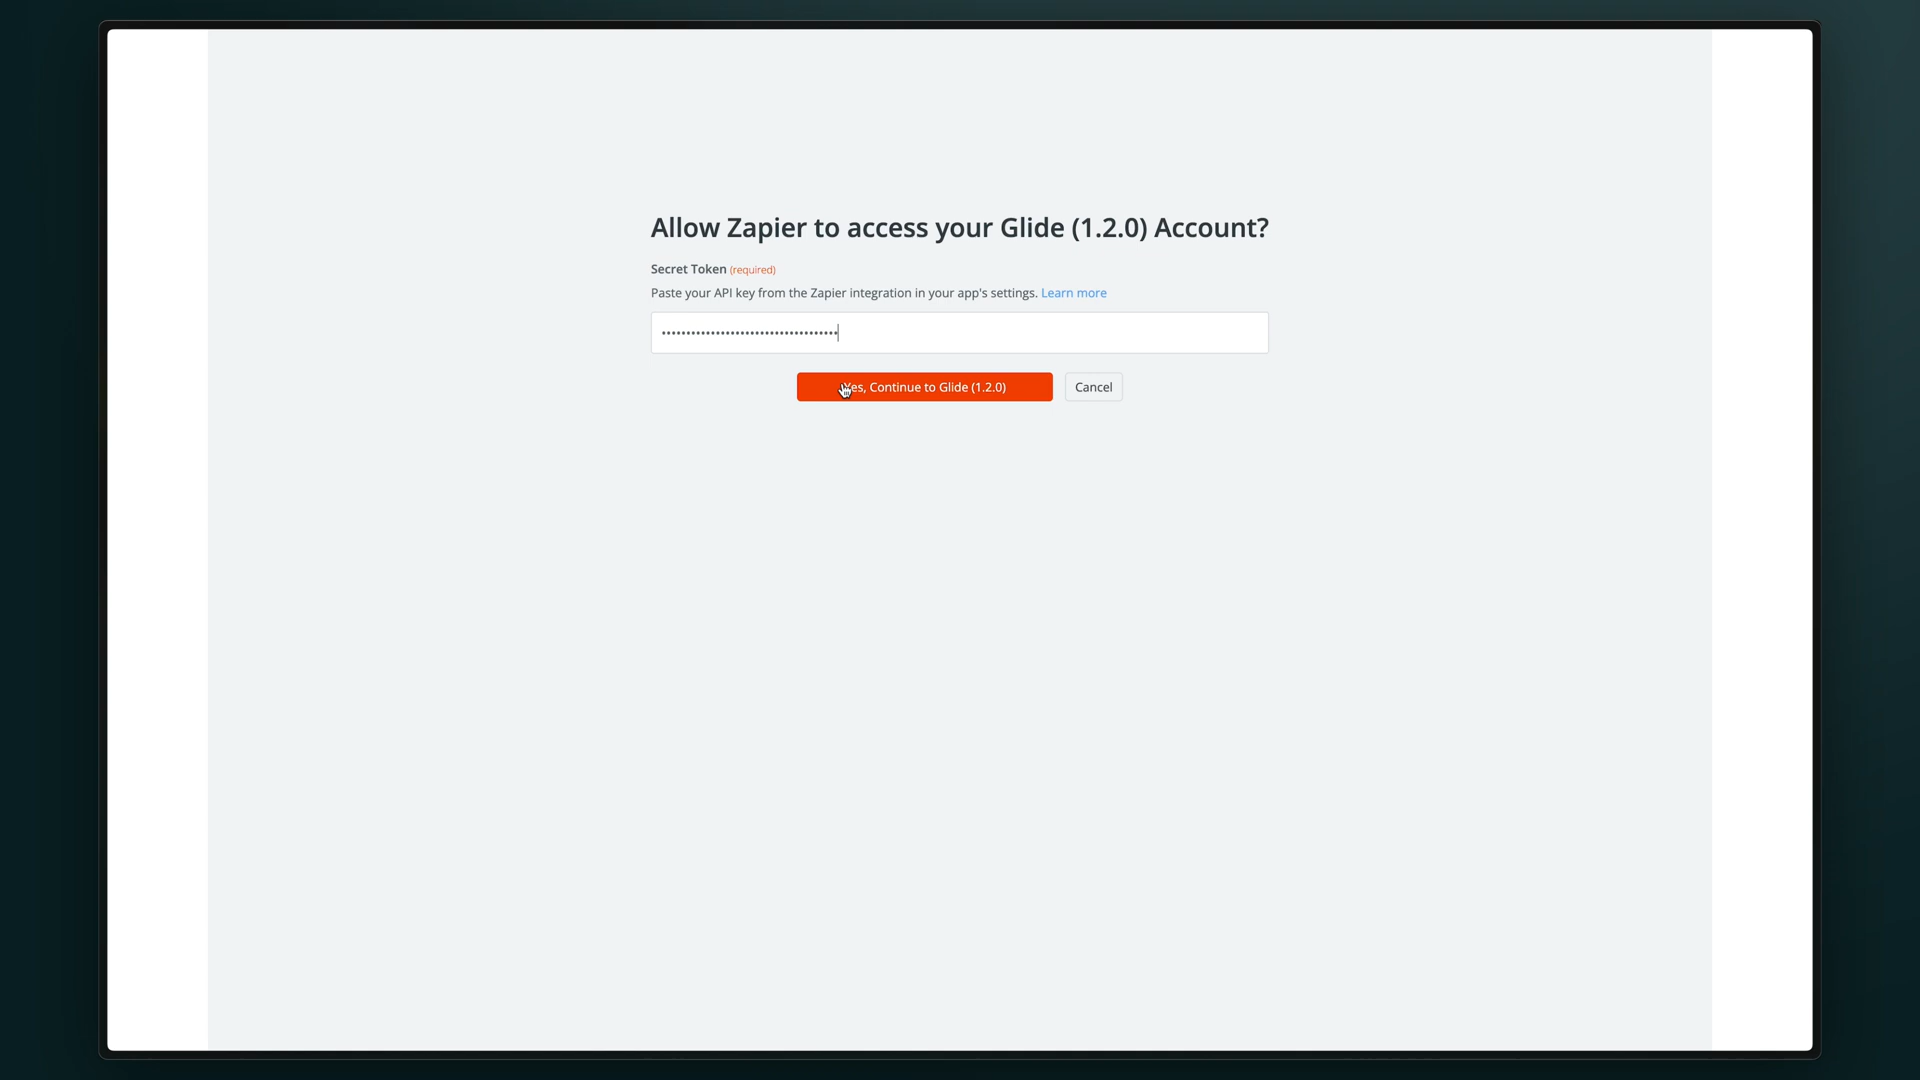 Allow Zapier to access your Glide (1.2.0) Account?
Secret Token (required)
Paste your API key from the Zapier integration in your app's settings. Learn more
••••••••••••••••••••••••••••••••••••
Yes, Continue to Glide (1.2.0)
Cancel